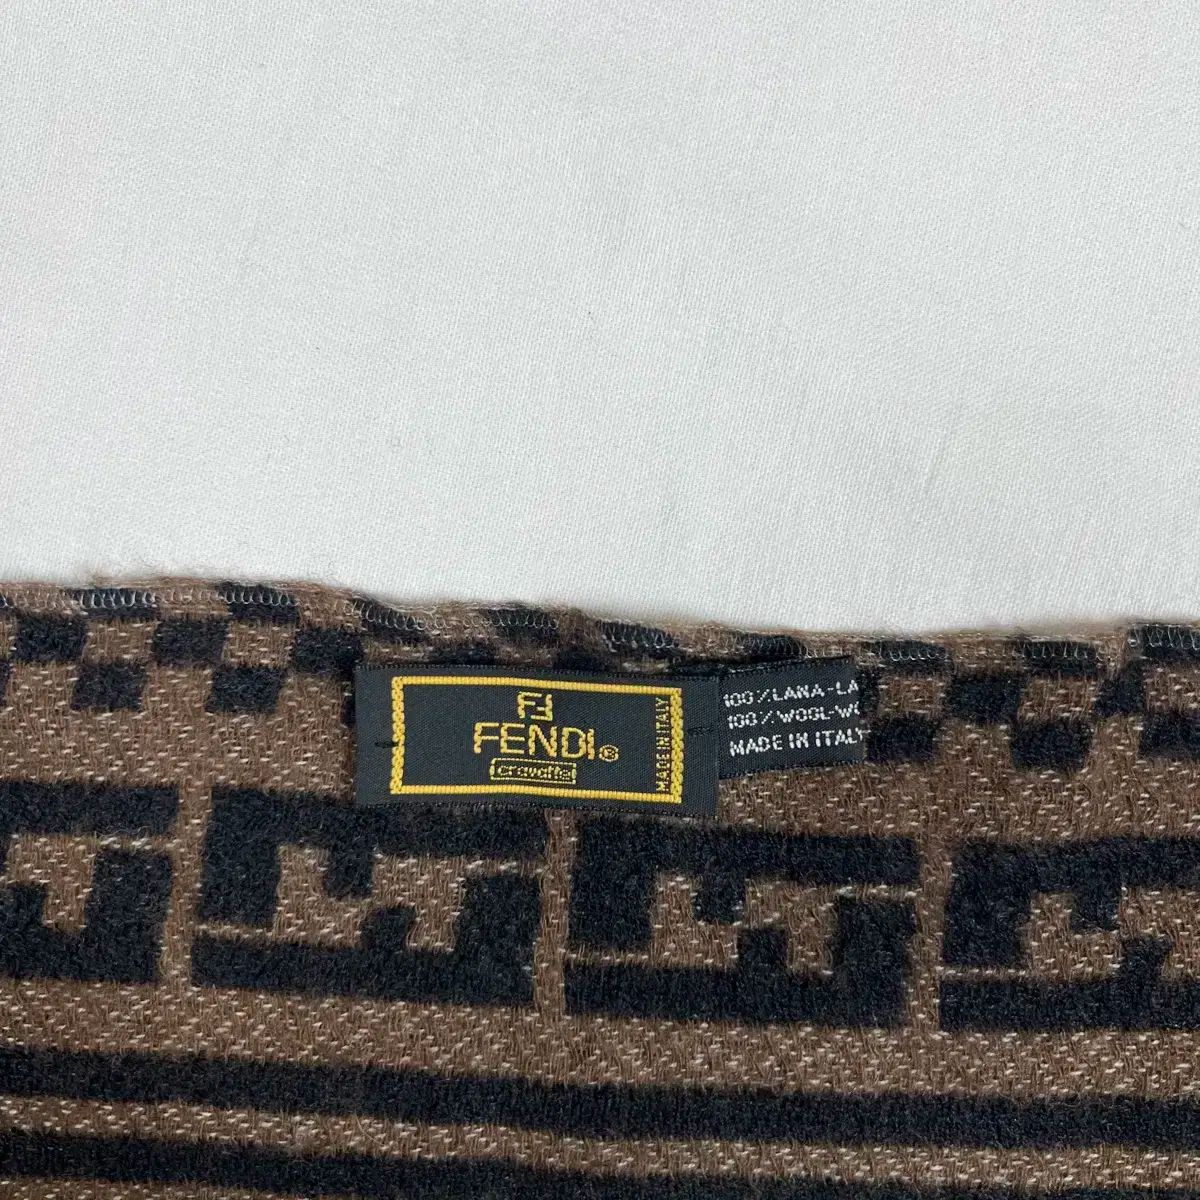 FF
FENDI®
cravatte
MADE IN ITALY
100% LANA-LA
100% WOOL-WO
MADE IN ITALY